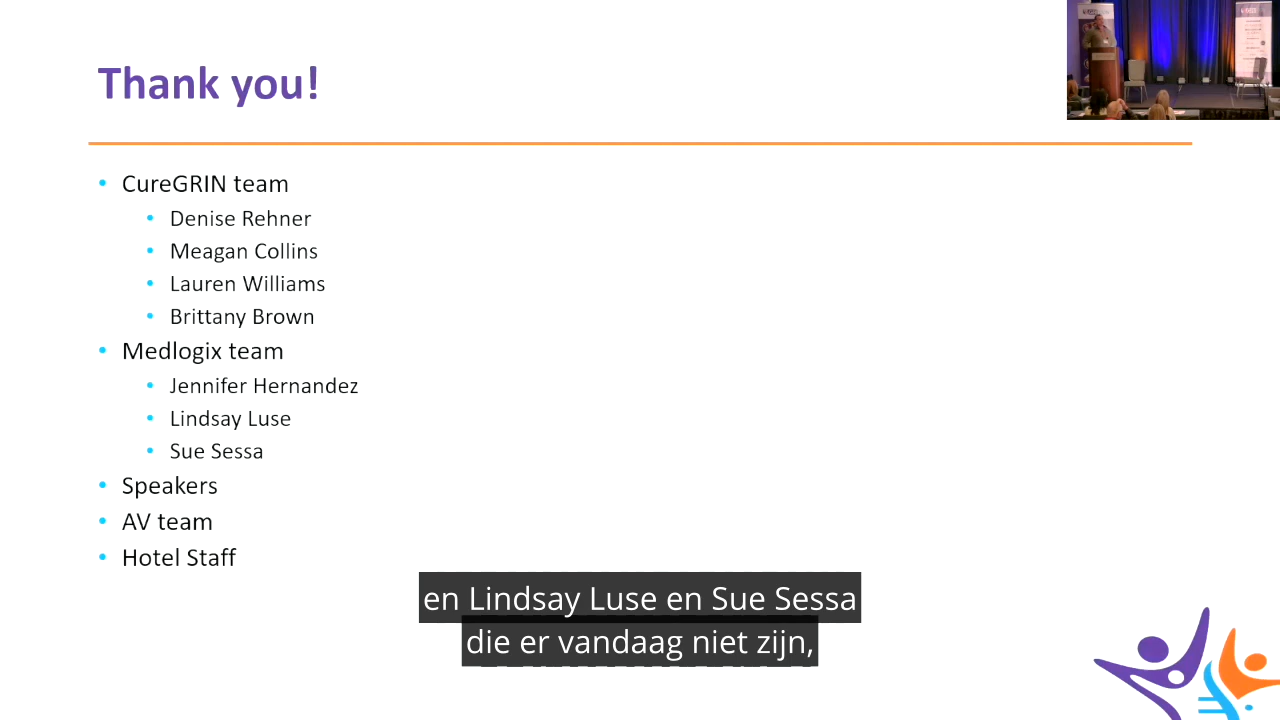 Thank you!
CureGRIN team
Denise Rehner
Meagan Collins
Lauren Williams
Brittany Brown
Medlogix team
Jennifer Hernandez
Lindsay Luse
Sue Sessa
Speakers
AV team
Hotel Staff
en Lindsay Luse en Sue Sessa
die er vandaag niet zijn,